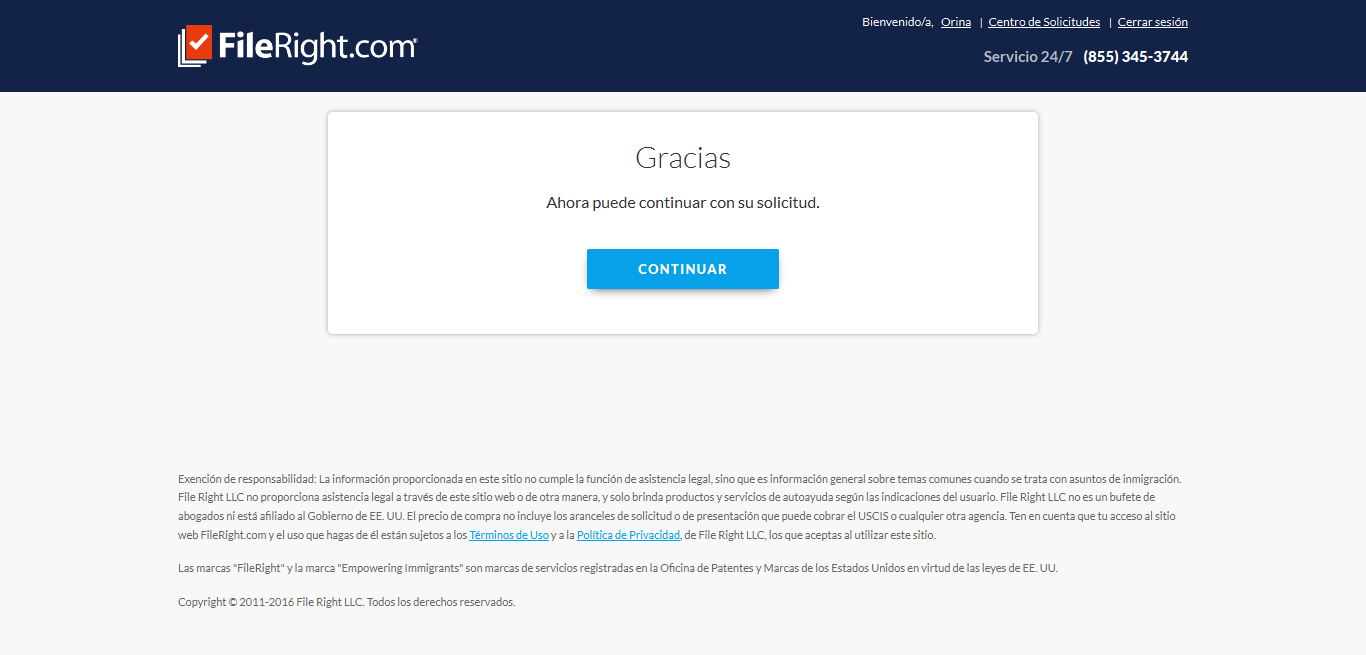 FileRight.com®
Bienvenido/a, Orina | Centro de Solicitudes | Cerrar sesión
Servicio 24/7 (855) 345-3744
Gracias
Ahora puede continuar con su solicitud.
CONTINUAR
Exención de responsabilidad: La información proporcionada en este sitio no cumple la función de asistencia legal, sino que es información general sobre temas comunes cuando se trata con asuntos de inmigración.
File Right LLC no proporciona asistencia legal a través de este sitio web o de otra manera, y solo brinda productos y servicios de autoayuda según las indicaciones del usuario. File Right LLC no es un bufete de
abogados ni está afiliado al Gobierno de EE. UU. El precio de compra no incluye los aranceles de solicitud o de presentación que puede cobrar el USCIS o cualquier otra agencia. Ten en cuenta que tu acceso al sitio
web FileRight.com y el uso que hagas de él están sujetos a los Términos de Uso y a la Política de Privacidad, de File Right LLC, los que aceptas al utilizar este sitio.
Las marcas "FileRight" y la marca "Empowering Immigrants" son marcas de servicios registradas en la Oficina de Patentes y Marcas de los Estados Unidos en virtud de las leyes de EE. UU.
Copyright © 2011-2016 File Right LLC. Todos los derechos reservados.